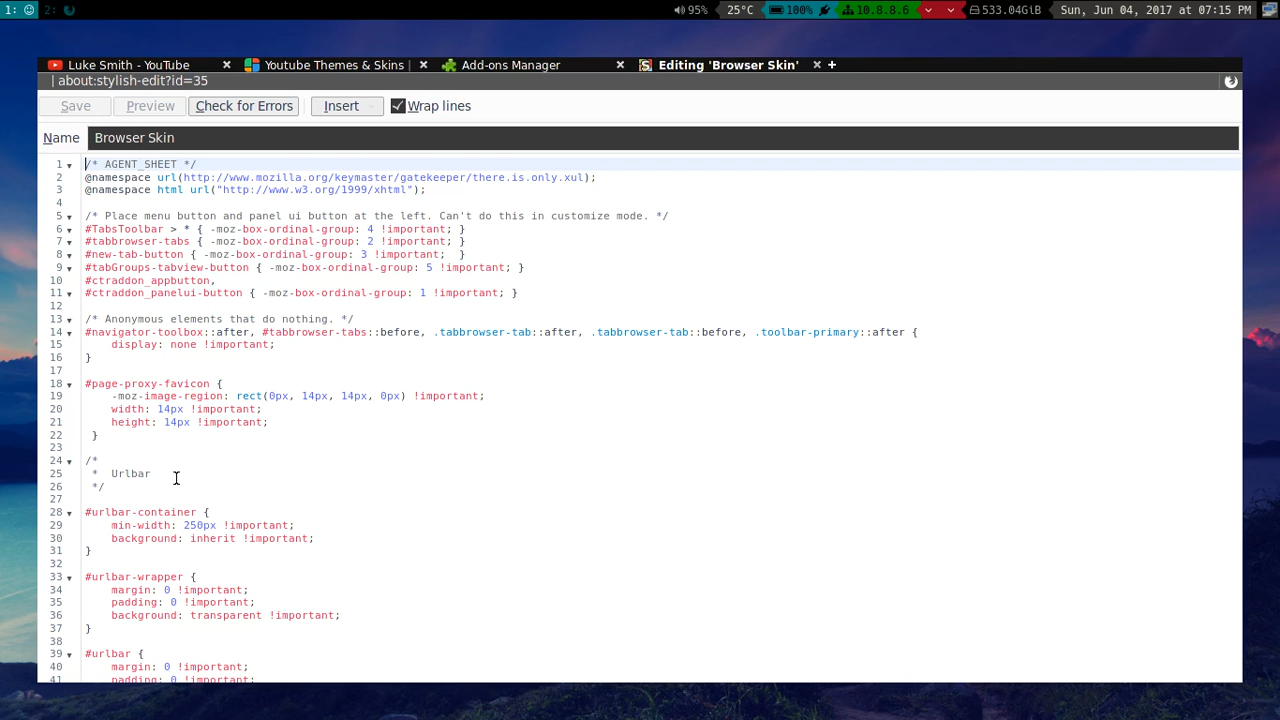 1: 2: 95% 25°C 100% 10.8.8.6 533.04GiB Sun, Jun 04, 2017 at 07:15 PM
Luke Smith - YouTube × Youtube Themes & Skins | × Add-ons Manager × Editing 'Browser Skin' × +
| about:stylish-edit?id=35
Save Preview Check for Errors Insert Wrap lines
Name Browser Skin
1 /* AGENT_SHEET */
2 @namespace url(http://www.mozilla.org/keymaster/gatekeeper/there.is.only.xul);
3 @namespace html url("http://www.w3.org/1999/xhtml");
4
5 /* Place menu button and panel ui button at the left. Can't do this in customize mode. */
6 #TabsToolbar > * { -moz-box-ordinal-group: 4 !important; }
7 #tabbrowser-tabs { -moz-box-ordinal-group: 2 !important; }
8 #new-tab-button { -moz-box-ordinal-group: 3 !important;  }
9 #tabGroups-tabview-button { -moz-box-ordinal-group: 5 !important; }
10 #ctraddon_appbutton,
11 #ctraddon_panelui-button { -moz-box-ordinal-group: 1 !important; }
12
13 /* Anonymous elements that do nothing. */
14 #navigator-toolbox::after, #tabbrowser-tabs::before, .tabbrowser-tab::after, .tabbrowser-tab::before, .toolbar-primary::after {
15 display: none !important;
16 }
17
18 #page-proxy-favicon {
19 -moz-image-region: rect(0px, 14px, 14px, 0px) !important;
20 width: 14px !important;
21 height: 14px !important;
22 }
23
24 /*
25 * Urlbar
26 */
27
28 #urlbar-container {
29 min-width: 250px !important;
30 background: inherit !important;
31 }
32
33 #urlbar-wrapper {
34 margin: 0 !important;
35 padding: 0 !important;
36 background: transparent !important;
37 }
38
39 #urlbar {
40 margin: 0 !important;
41 padding: 0 !important;